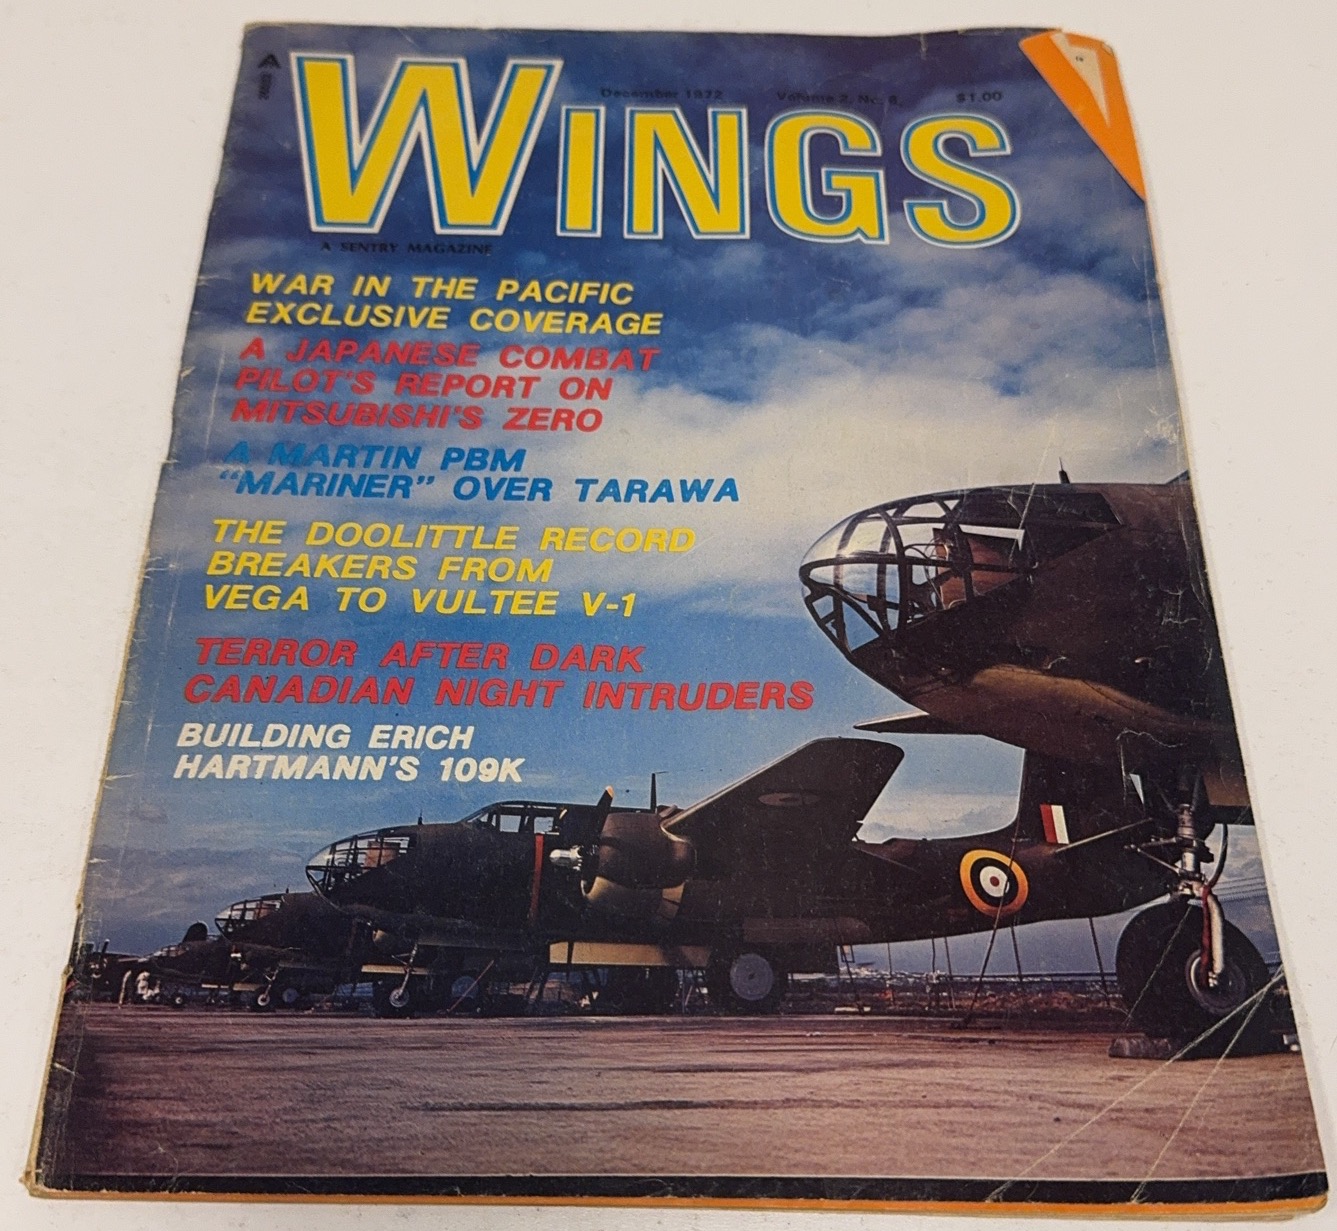 December 1972 Volume 2, No. 6, $1.00
WINGS
A SENTRY MAGAZINE
WAR IN THE PACIFIC
EXCLUSIVE COVERAGE
A JAPANESE COMBAT
PILOT'S REPORT ON
MITSUBISHI'S ZERO
A MARTIN PBM
"MARINER" OVER TARAWA
THE DOOLITTLE RECORD
BREAKERS FROM
VEGA TO VULTEE V-1
TERROR AFTER DARK
CANADIAN NIGHT INTRUDERS
BUILDING ERICH
HARTMANN'S 109K